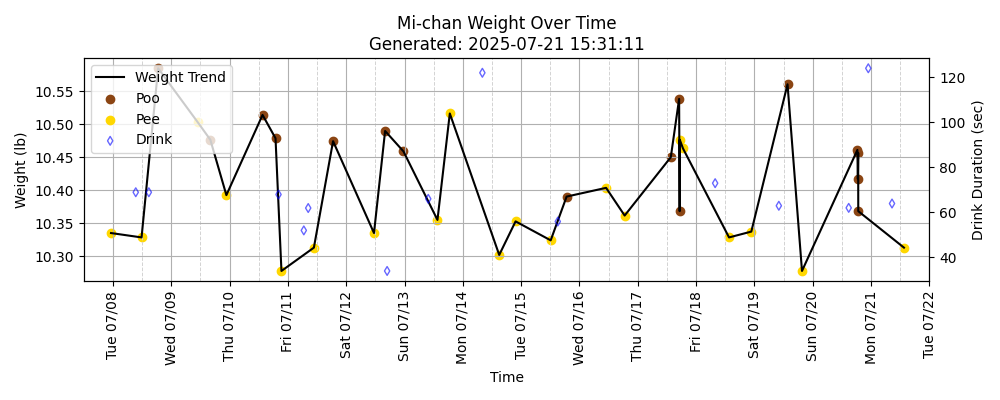 Mi-chan Weight Over Time
Generated: 2025-07-21 15:31:11
Weight Trend
Poo
Pee
Drink
10.55
10.50
10.45
10.40
10.35
10.30
Weight (lb)
120
100
80
60
40
Drink Duration (sec)
Tue 07/08
Wed 07/09
Thu 07/10
Fri 07/11
Sat 07/12
Sun 07/13
Mon 07/14
Tue 07/15
Wed 07/16
Thu 07/17
Fri 07/18
Sat 07/19
Sun 07/20
Mon 07/21
Tue 07/22
Time